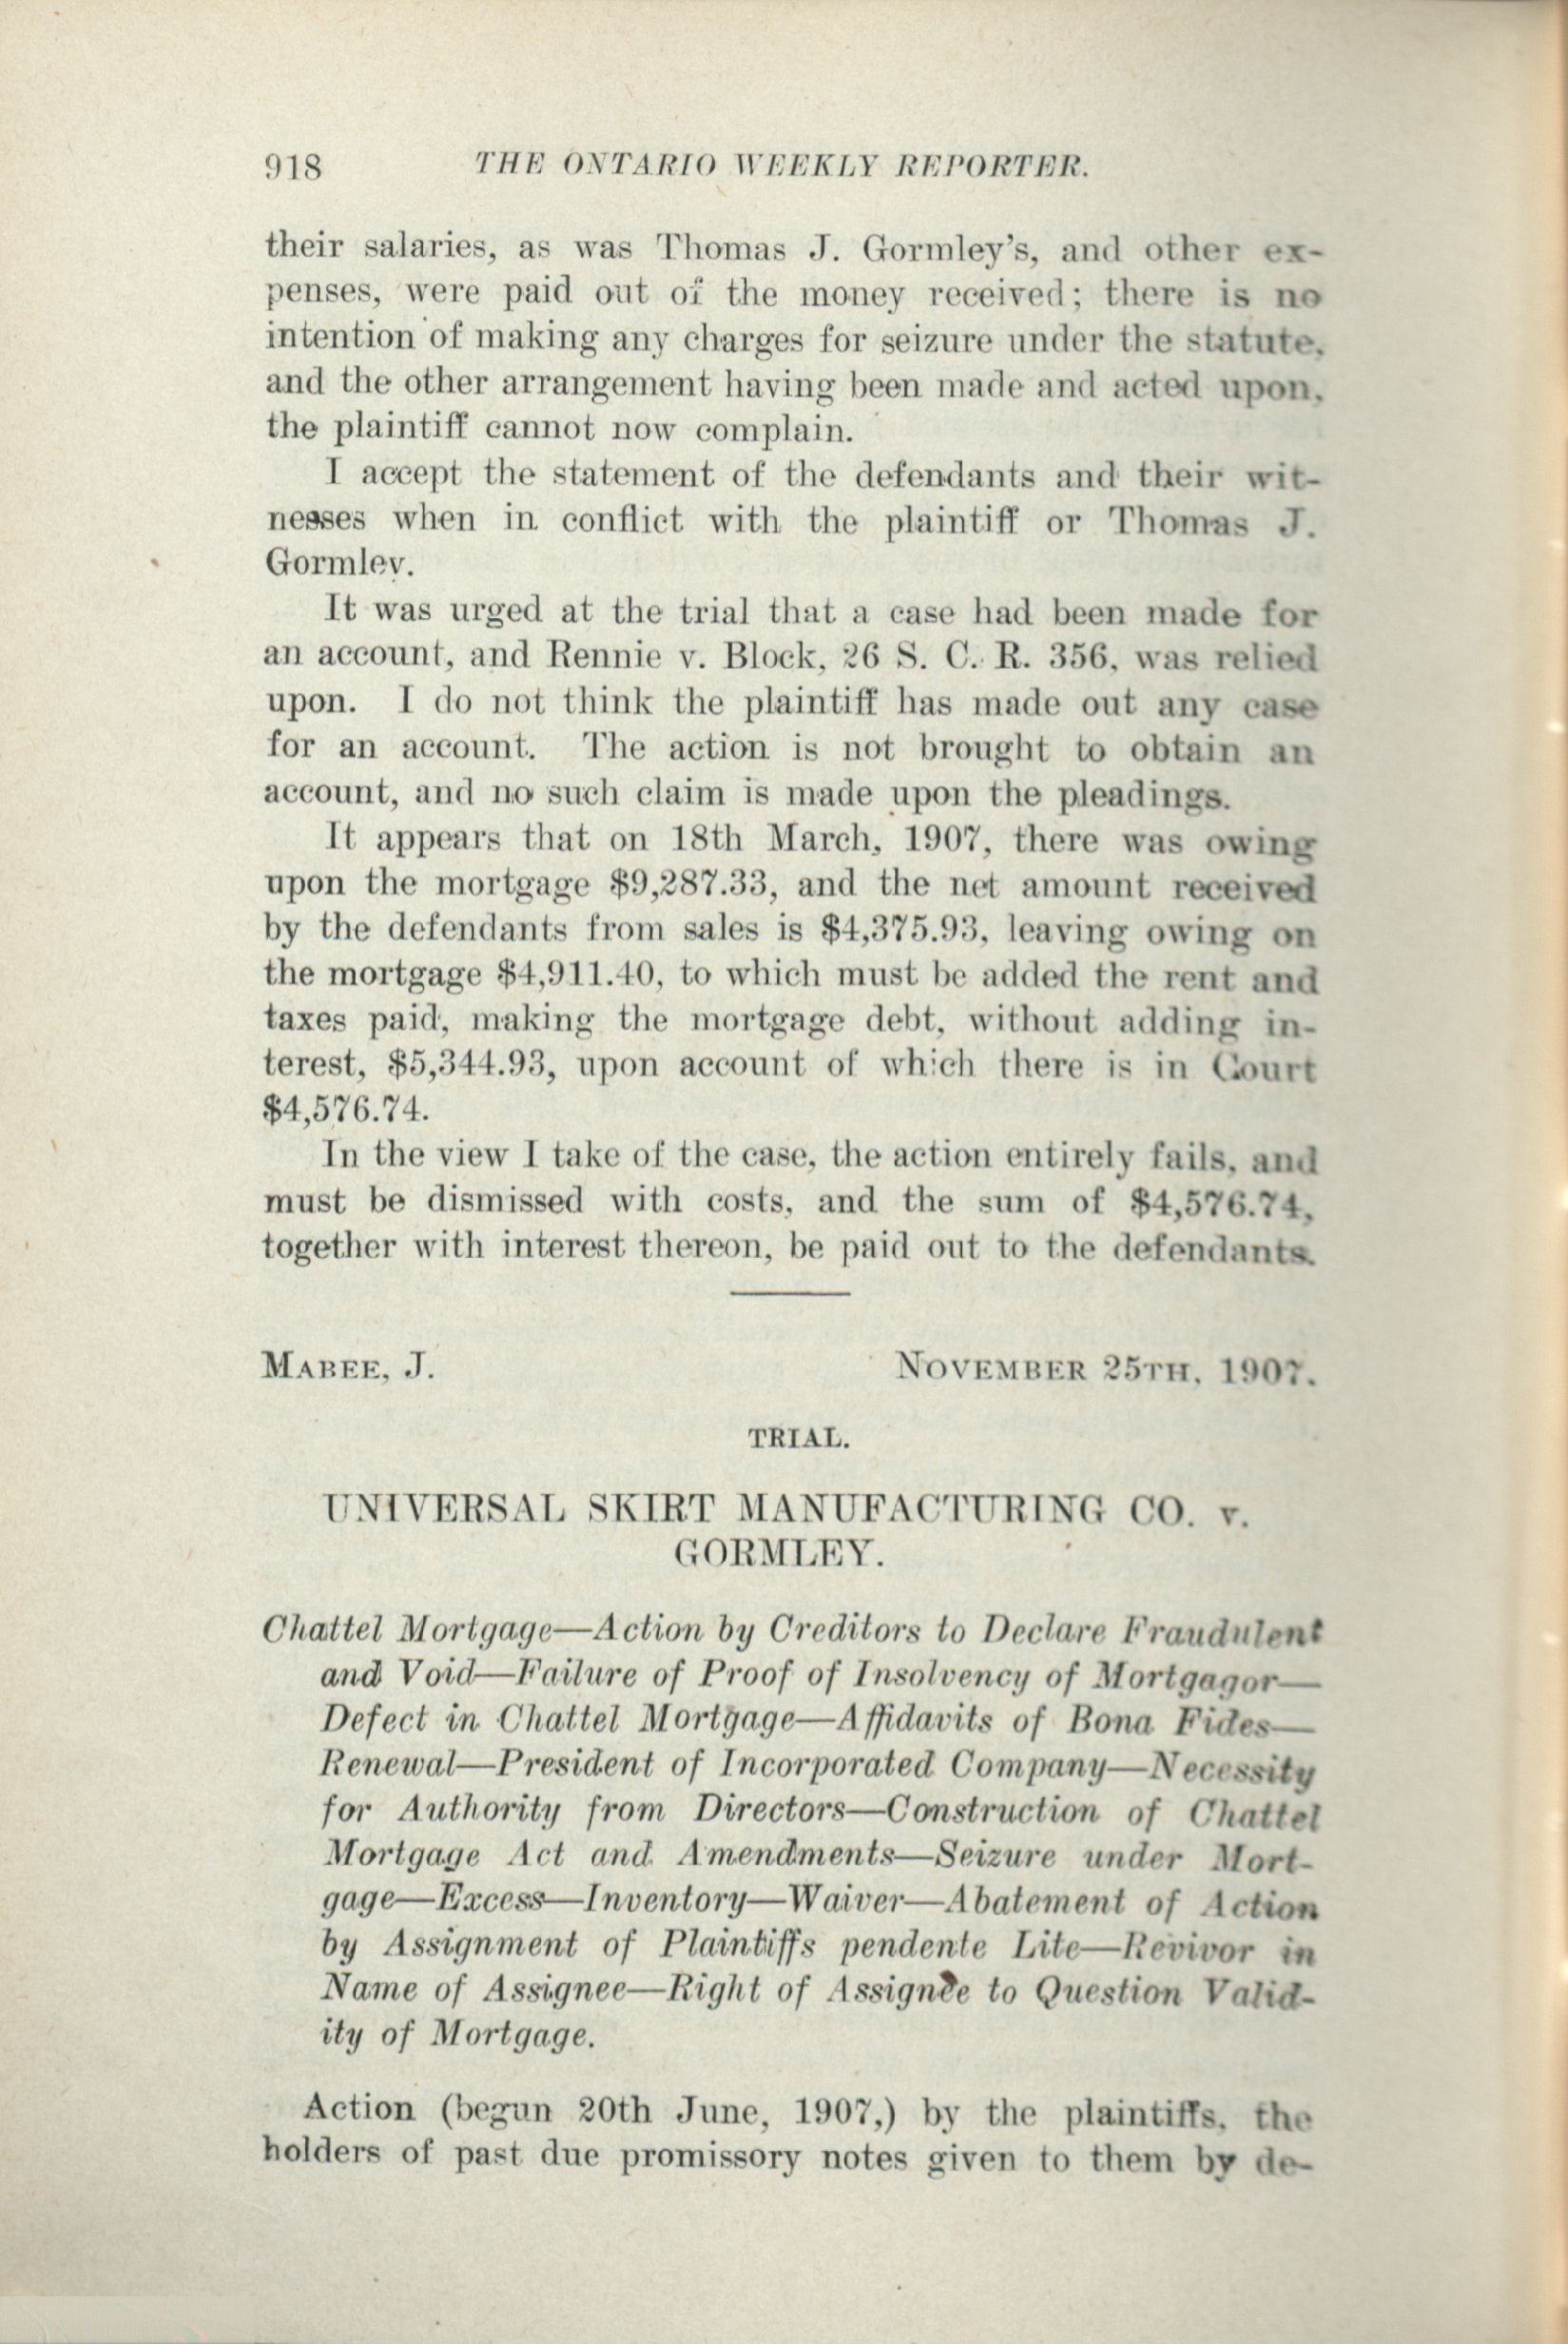 918 THE ONTARIO WEEKLY REPORTER.
their salaries, as was Thomas J. Gormley's, and other ex-
penses, were paid out of the money received; there is no
intention of making any charges for seizure under the statute,
and the other arrangement having been made and acted upon,
the plaintiff cannot now complain.
I accept the statement of the defendants and their wit-
nesses when in conflict with the plaintiff or Thomas J.
Gormley.
It was urged at the trial that a case had been made for
an account, and Rennie v. Block, 26 S. C. R. 356, was relied
upon. I do not think the plaintiff has made out any case
for an account. The action is not brought to obtain an
account, and no such claim is made upon the pleadings.
It appears that on 18th March, 1907, there was owing
upon the mortgage $9,287.33, and the net amount received
by the defendants from sales is $4,375.93, leaving owing on
the mortgage $4,911.40, to which must be added the rent and
taxes paid, making the mortgage debt, without adding in-
terest, $5,344.93, upon account of which there is in Court
$4,576.74.
In the view I take of the case, the action entirely fails, and
must be dismissed with costs, and the sum of $4,576.74,
together with interest thereon, be paid out to the defendants.
MABEE, J. NOVEMBER 25TH, 1907.
TRIAL.
UNIVERSAL SKIRT MANUFACTURING CO. v.
GORMLEY.
Chattel Mortgage—Action by Creditors to Declare Fraudulent
and Void—Failure of Proof of Insolvency of Mortgagor—
Defect in Chattel Mortgage—Affidavits of Bona Fides—
Renewal—President of Incorporated Company—Necessity
for Authority from Directors—Construction of Chattel
Mortgage Act and Amendments—Seizure under Mort-
gage—Excess—Inventory—Waiver—Abatement of Action
by Assignment of Plaintiffs pendente Lite—Revivor in
Name of Assignee—Right of Assignee to Question Valid-
ity of Mortgage.
Action (begun 20th June, 1907,) by the plaintiffs, the
holders of past due promissory notes given to them by de-